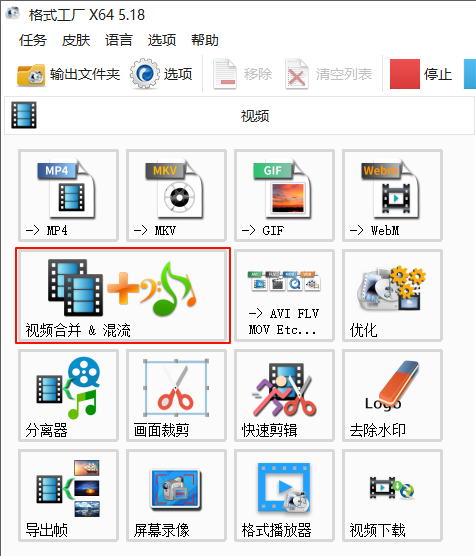 格式工厂 X64 5.18
任务 皮肤 语言 选项 帮助
输出文件夹 选项 移除 清空列表 停止
视频
MP4 MKV GIF Webm
-> MP4 -> MKV -> GIF -> WebM
视频合并 & 混流
-> AVI FLV
MOV Etc...
优化
Logo
分离器 画面裁剪 快速剪辑 去除水印
导出帧 屏幕录像 格式播放器 视频下载